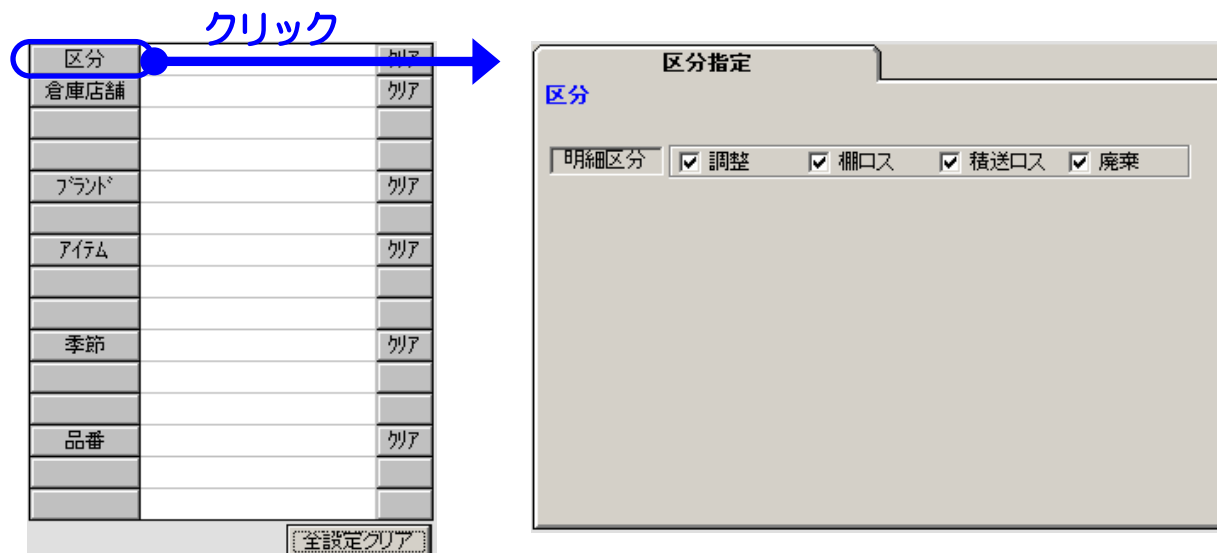 クリック
区分 クリア
倉庫店舗 クリア
ブランド クリア
アイテム クリア
季節 クリア
品番 クリア
全設定クリア
区分指定
区分
明細区分 調整 棚ロス 積送ロス 廃棄